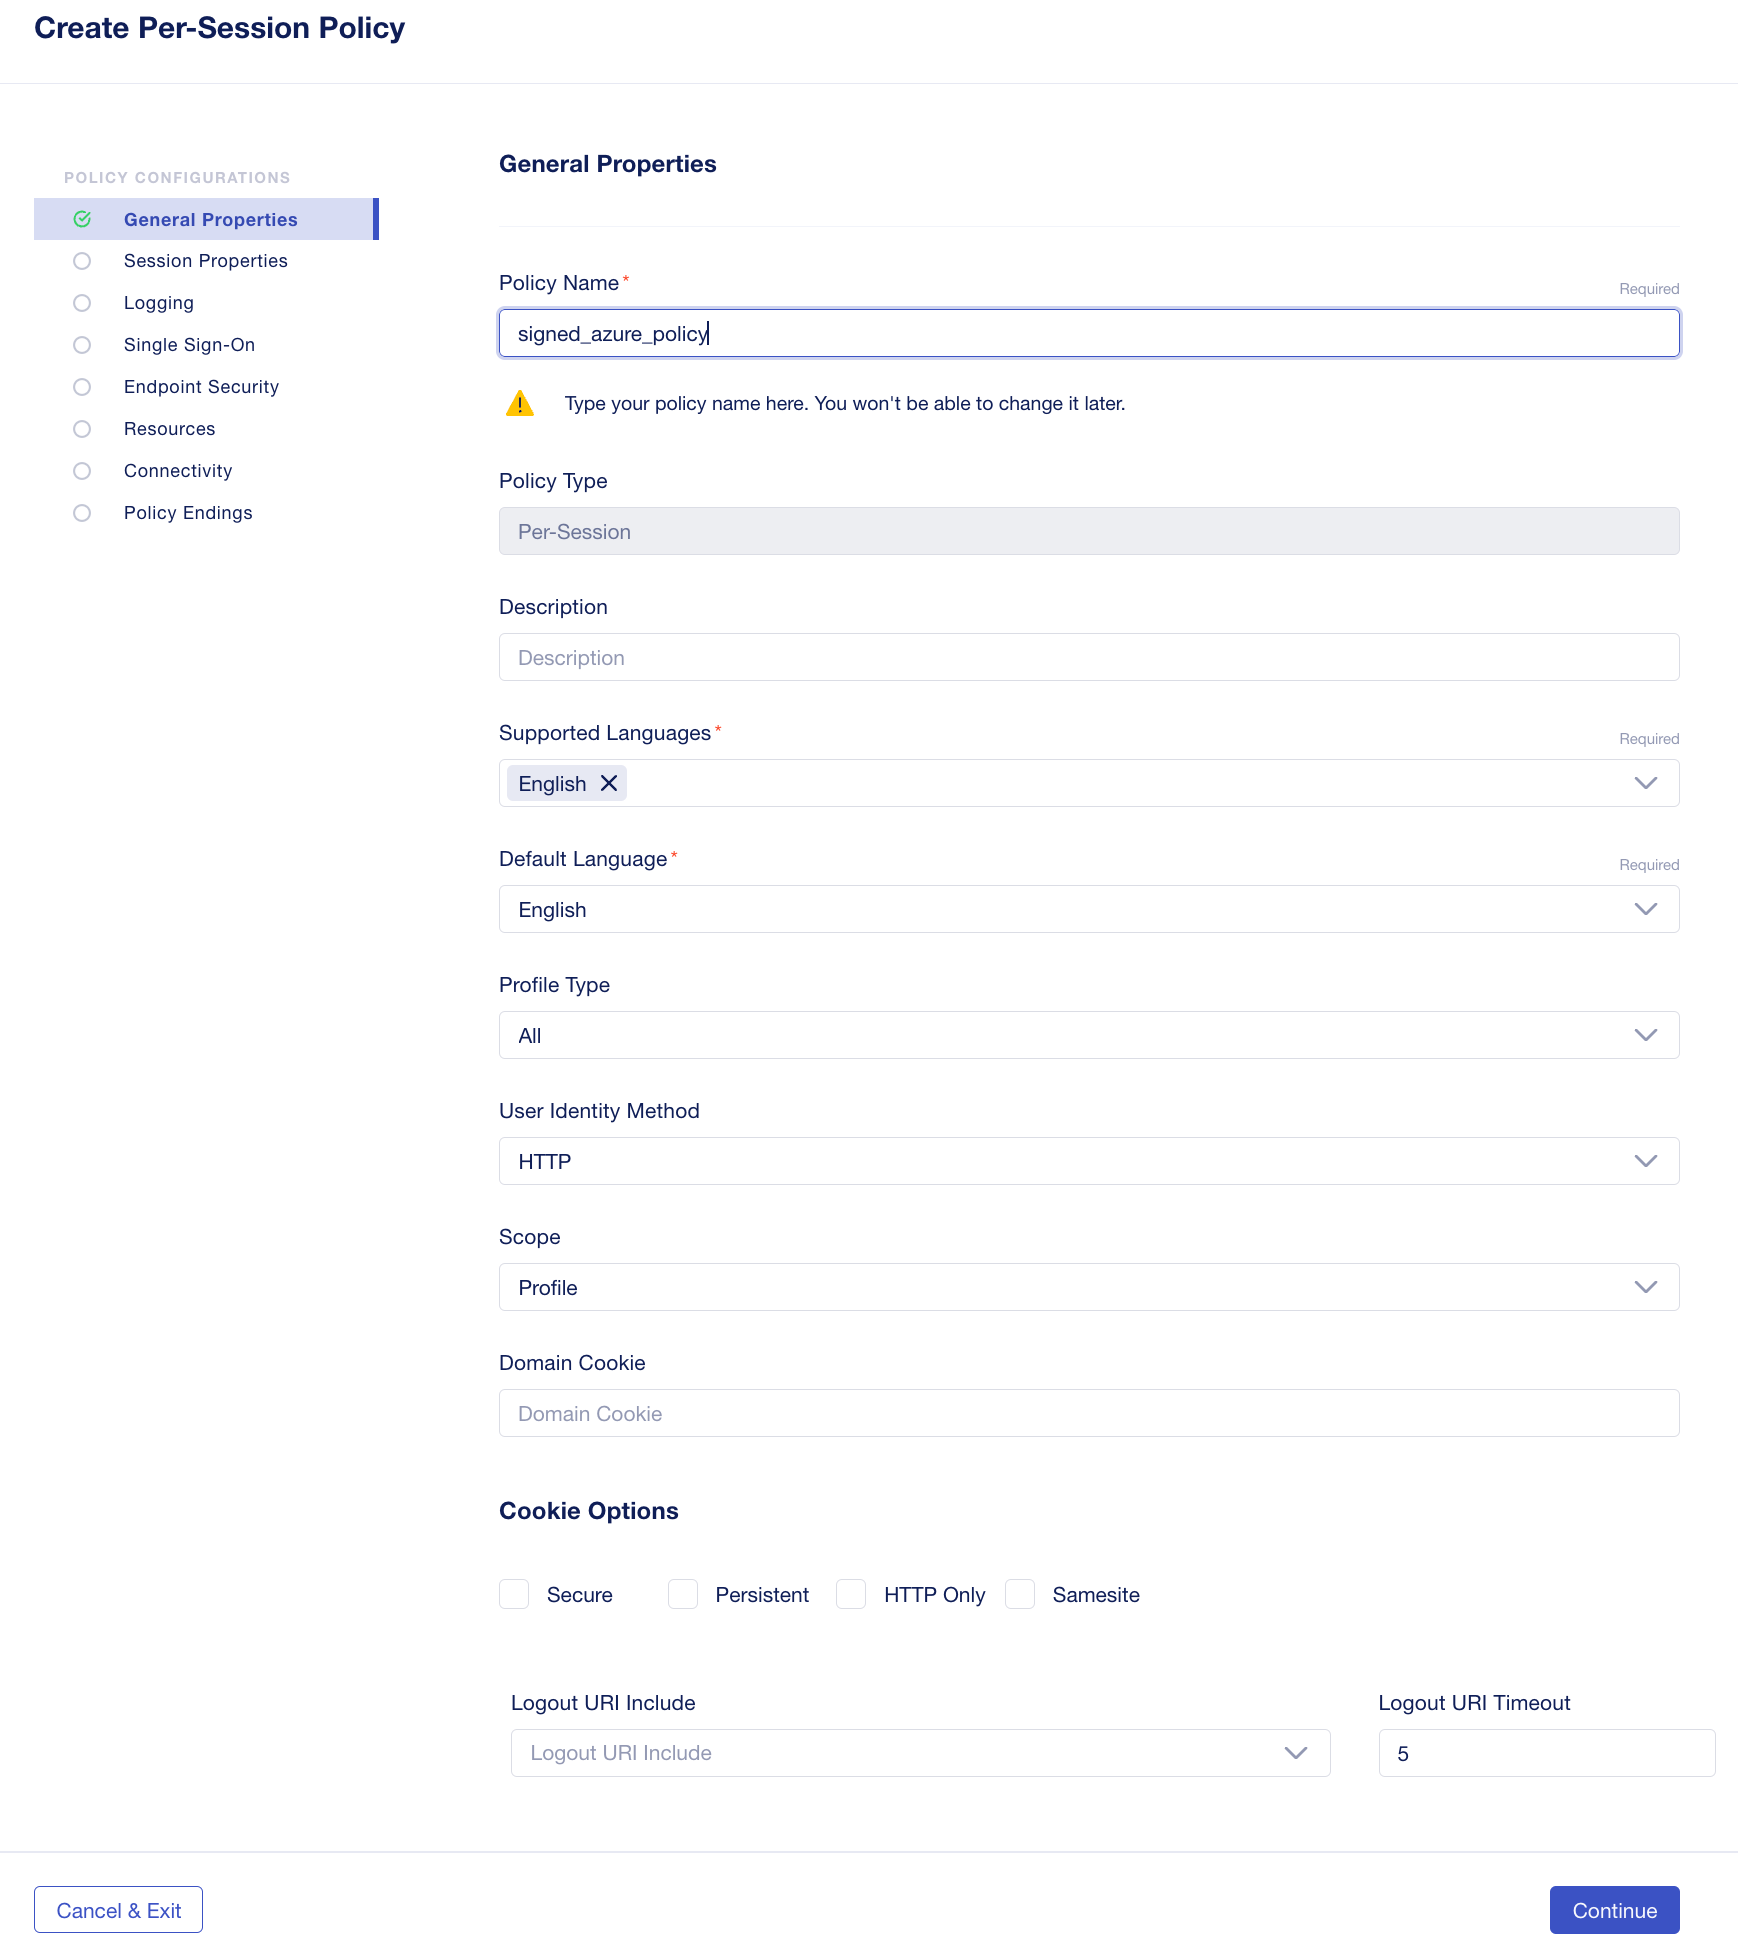 Create Per-Session Policy
POLICY CONFIGURATIONS
General Properties
Session Properties
Logging
Single Sign-On
Endpoint Security
Resources
Connectivity
Policy Endings
General Properties
Policy Name*
Required
signed_azure_policy
Type your policy name here. You won't be able to change it later.
Policy Type
Per-Session
Description
Description
Supported Languages*
Required
English
Default Language*
Required
English
Profile Type
All
User Identity Method
HTTP
Scope
Profile
Domain Cookie
Domain Cookie
Cookie Options
Secure Persistent HTTP Only Samesite
Logout URI Include
Logout URI Include
Logout URI Timeout
5
Cancel & Exit
Continue